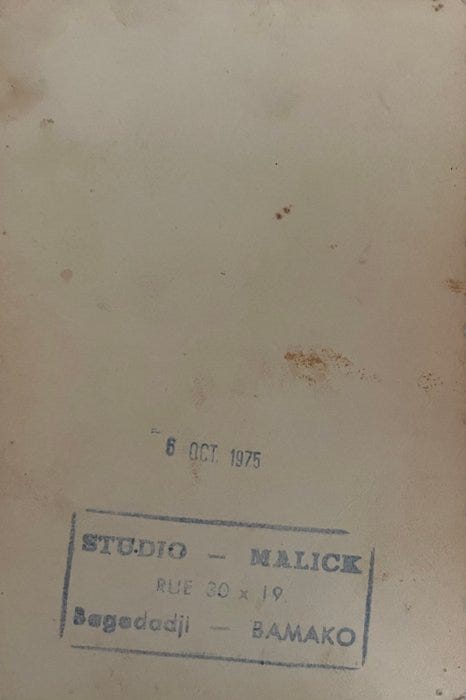 6 OCT. 1975
STUDIO - MALICK
RUE 30 x 19
Bagadadji - BAMAKO